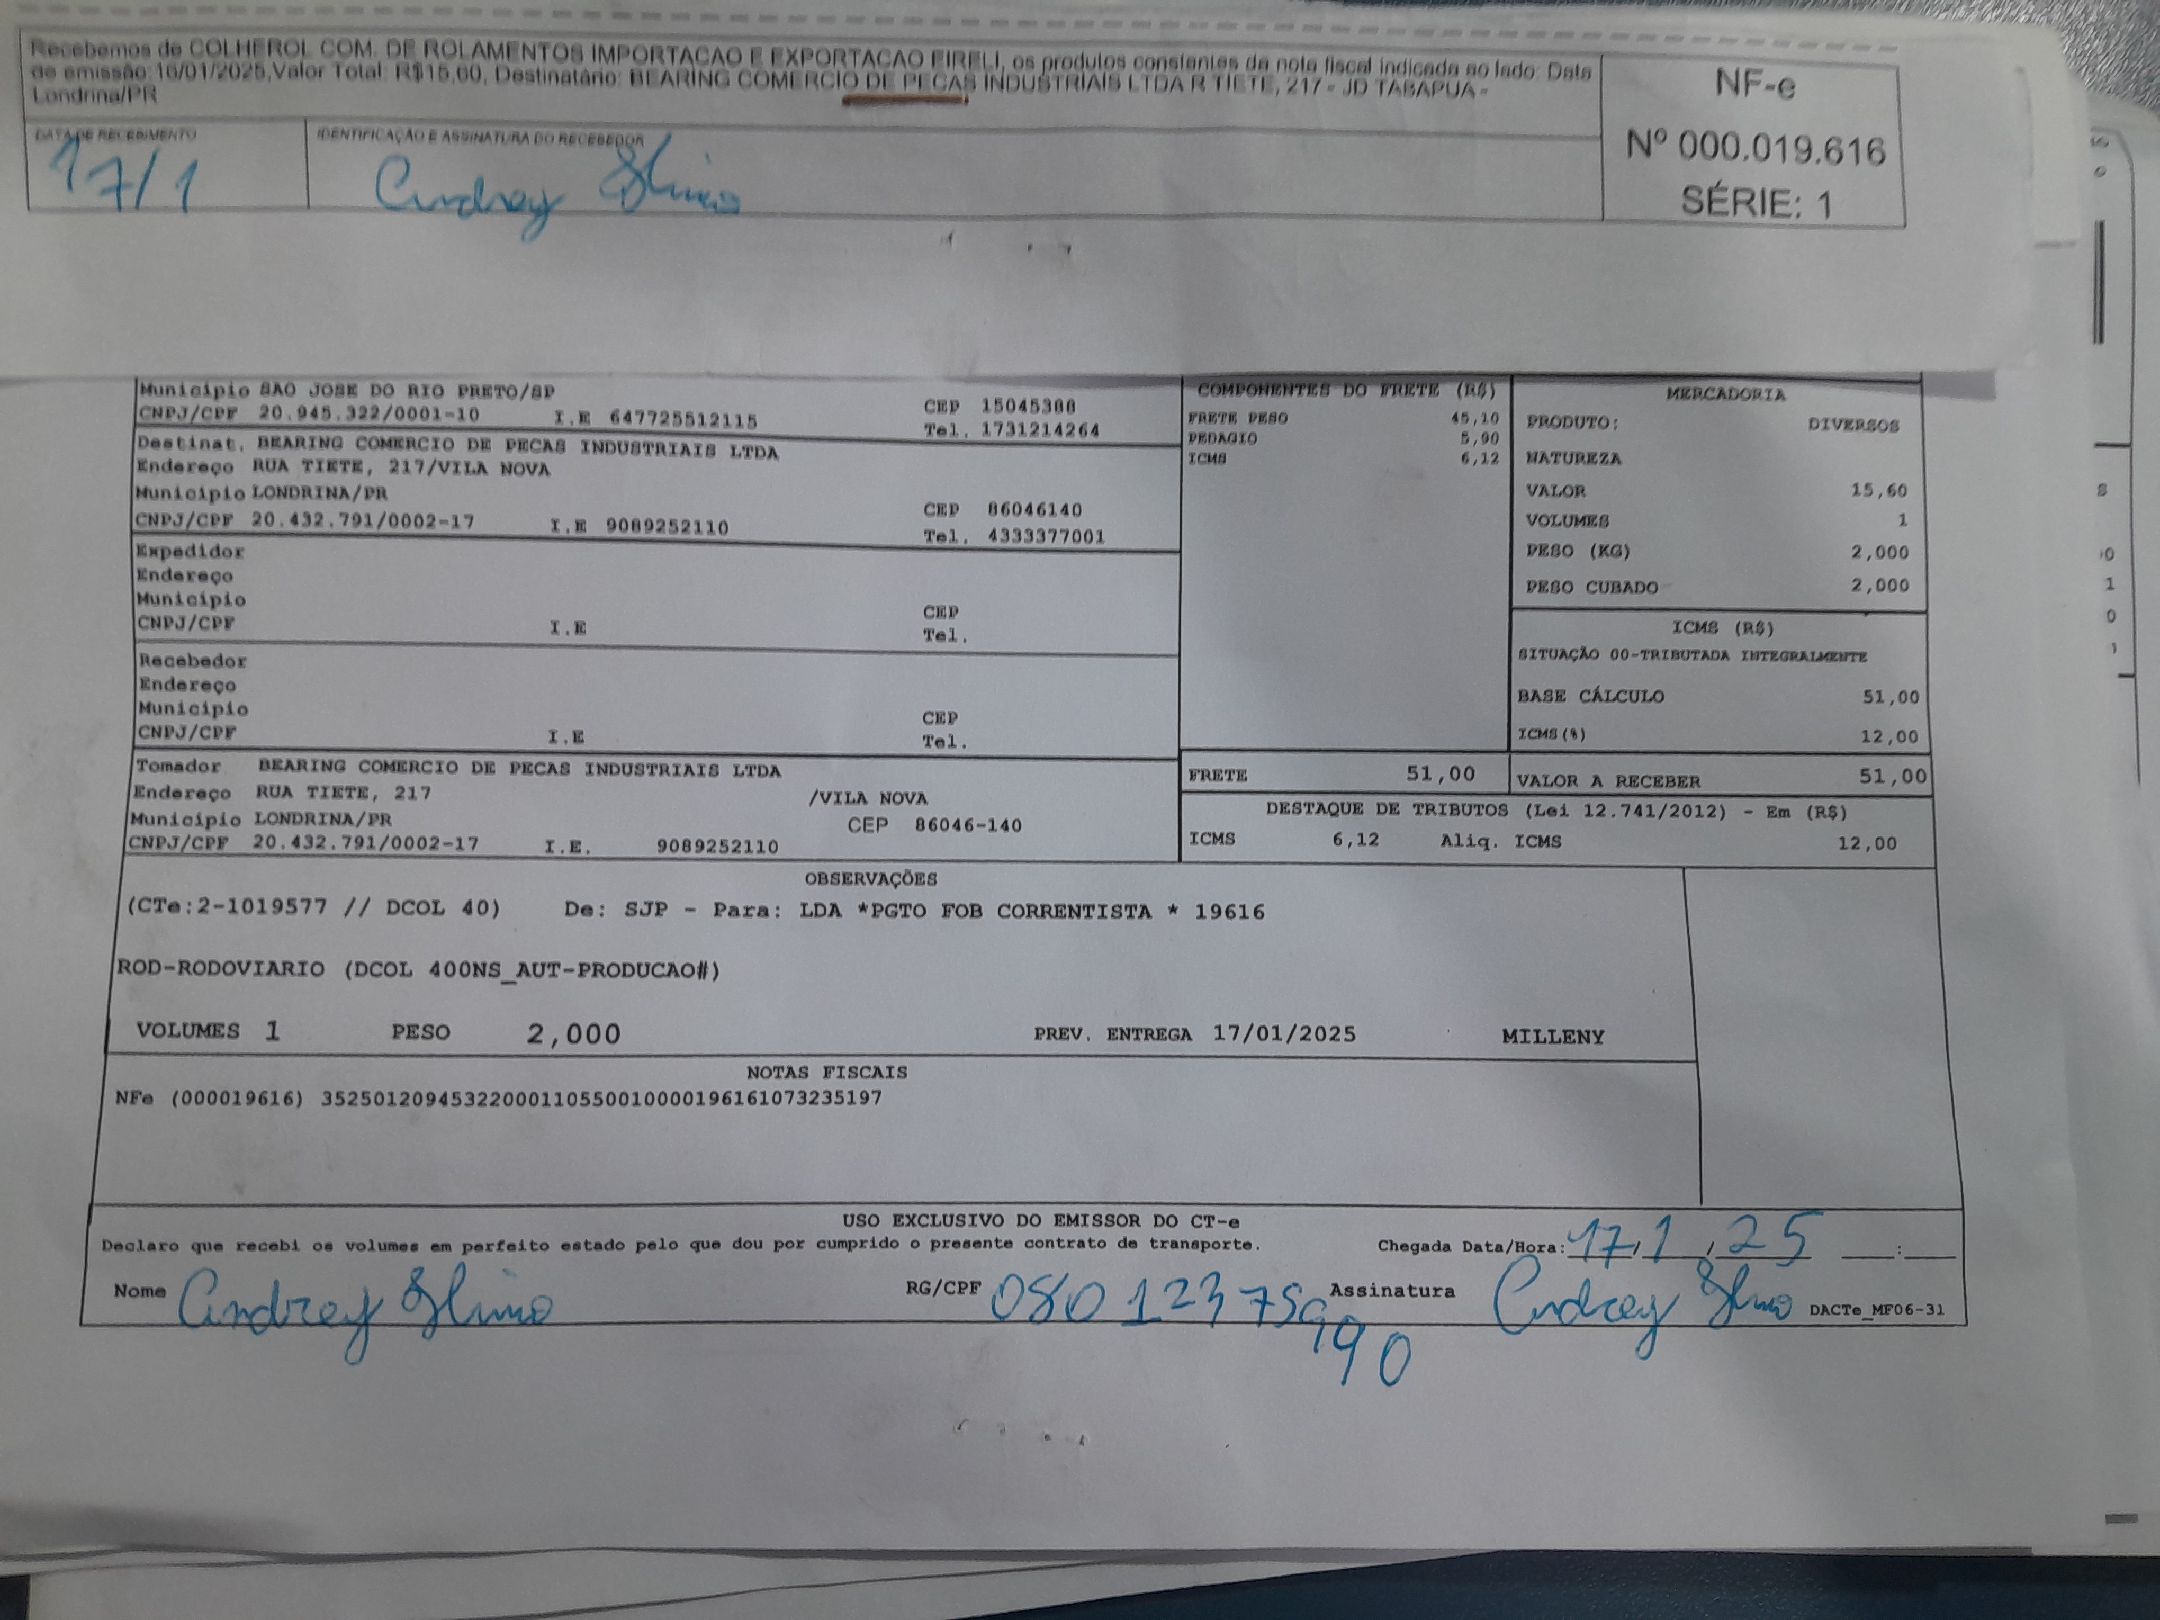 Recebemos de COLHEROL COM. DE ROLAMENTOS IMPORTACAO E EXPORTACAO EIRELI, os produtos constantes da nota fiscal indicada ao lado. Data
de emissão:16/01/2025,Valor Total: R$15,60, Destinatário: BEARING COMERCIO DE PECAS INDUSTRIAIS LTDA R TIETE, 217 - JD TABAPUA -
Londrina/PR
NF-e
Nº 000.019.616
SÉRIE: 1
DATA DE RECEBIMENTO
IDENTIFICAÇÃO E ASSINATURA DO RECEBEDOR
17/1
Andrey
Município SAO JOSE DO RIO PRETO/SP
CEP 15045388
CNPJ/CPF 20.945.322/0001-10 I.E 647725512115
Tel. 1731214264
Destinat. BEARING COMERCIO DE PECAS INDUSTRIAIS LTDA
Endereço RUA TIETE, 217/VILA NOVA
Município LONDRINA/PR
CEP 86046140
CNPJ/CPF 20.432.791/0002-17 I.E 9089252110
Tel. 4333377001
Expedidor
Endereço
Município
CEP
CNPJ/CPF I.E
Tel.
Recebedor
Endereço
Município
CEP
CNPJ/CPF I.E
Tel.
Tomador BEARING COMERCIO DE PECAS INDUSTRIAIS LTDA
Endereço RUA TIETE, 217 /VILA NOVA
Município LONDRINA/PR CEP 86046-140
CNPJ/CPF 20.432.791/0002-17 I.E. 9089252110
COMPONENTES DO FRETE (R$)
FRETE PESO 45,10
PEDAGIO 5,90
ICMS 6,12
MERCADORIA
PRODUTO: DIVERSOS
NATUREZA
VALOR 15,60
VOLUMES 1
PESO (KG) 2,000
PESO CUBADO 2,000
ICMS (R$)
SITUAÇÃO 00-TRIBUTADA INTEGRALMENTE
BASE CÁLCULO 51,00
ICMS(%) 12,00
FRETE 51,00
VALOR A RECEBER 51,00
DESTAQUE DE TRIBUTOS (Lei 12.741/2012) - Em (R$)
ICMS 6,12 Aliq. ICMS 12,00
OBSERVAÇÕES
(CTe:2-1019577 // DCOL 40) De: SJP - Para: LDA *PGTO FOB CORRENTISTA * 19616
ROD-RODOVIARIO (DCOL 400NS_AUT-PRODUCAO#)
VOLUMES 1 PESO 2,000 PREV. ENTREGA 17/01/2025 MILLENY
NOTAS FISCAIS
NFe (000019616) 35250120945322000110550010000196161073235197
USO EXCLUSIVO DO EMISSOR DO CT-e
Declaro que recebi os volumes em perfeito estado pelo que dou por cumprido o presente contrato de transporte. Chegada Data/Hora: 17/1/25 __:__
Nome Andrey RG/CPF Assinatura Andrey DACTe_MF06-31